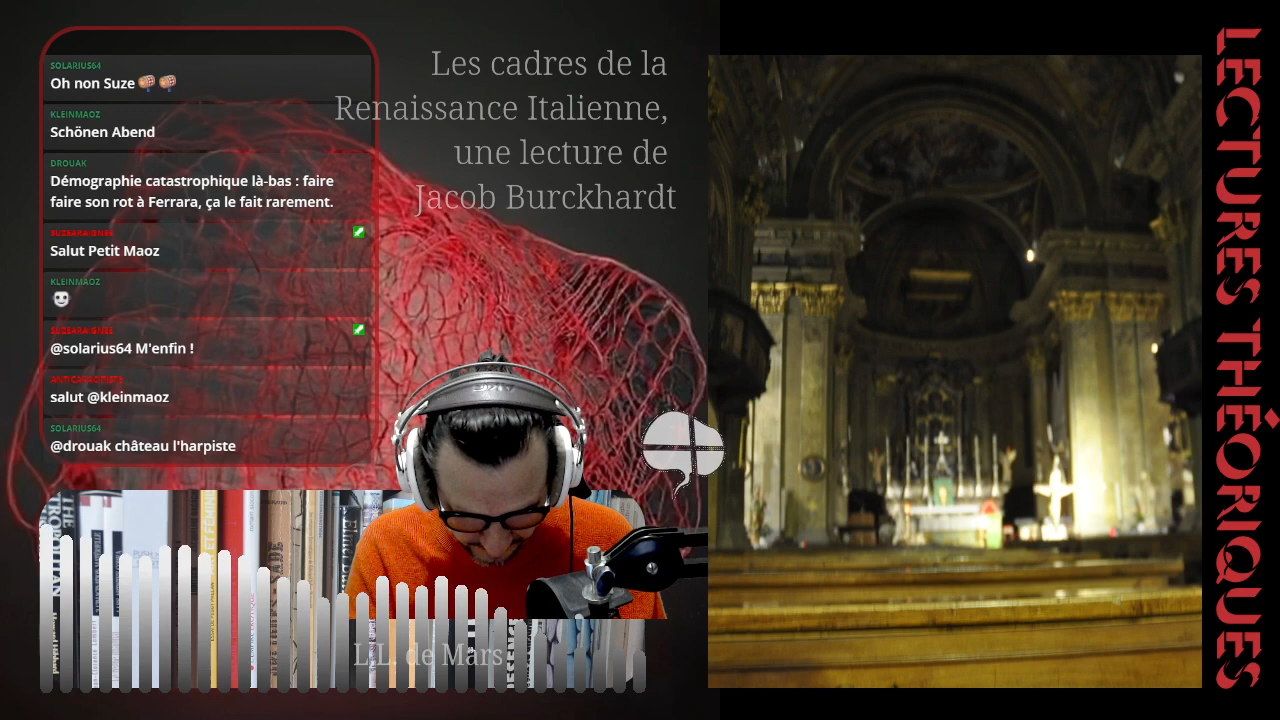 SOLARIUS64
Oh non Suze
KLEINMAOZ
Schönen Abend
DROUAK
Démographie catastrophique là-bas : faire
faire son rot à Ferrara, ça le fait rarement.
SUZEARAIGNEE
Salut Petit Maoz
KLEINMAOZ
SUZEARAIGNEE
@solarius64 M'enfin !
salut @kleinmaoz
SOLARIUS64
@drouak château l'harpiste
Les cadres de la
Renaissance Italienne,
une lecture de
Jacob Burckhardt
L.L. de Mars
LECTURES THÉORIQUES